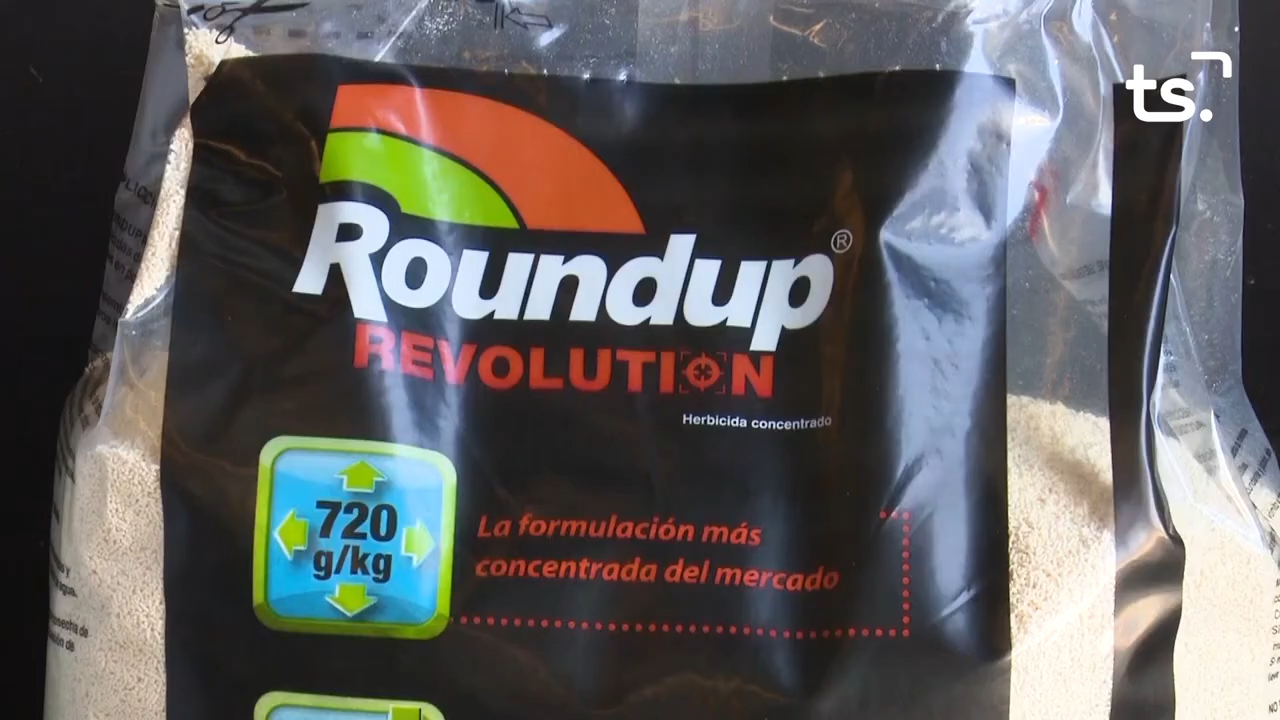 ts.
Roundup®
REVOLUTION
Herbicida concentrado
720
g/kg
La formulación más
concentrada del mercado